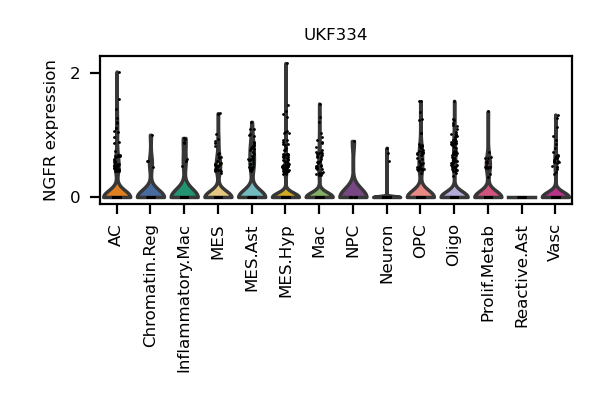 UKF334
NGFR expression
2
0
AC
Chromatin.Reg
Inflammatory.Mac
MES
MES.Ast
MES.Hyp
Mac
NPC
Neuron
OPC
Oligo
Prolif.Metab
Reactive.Ast
Vasc